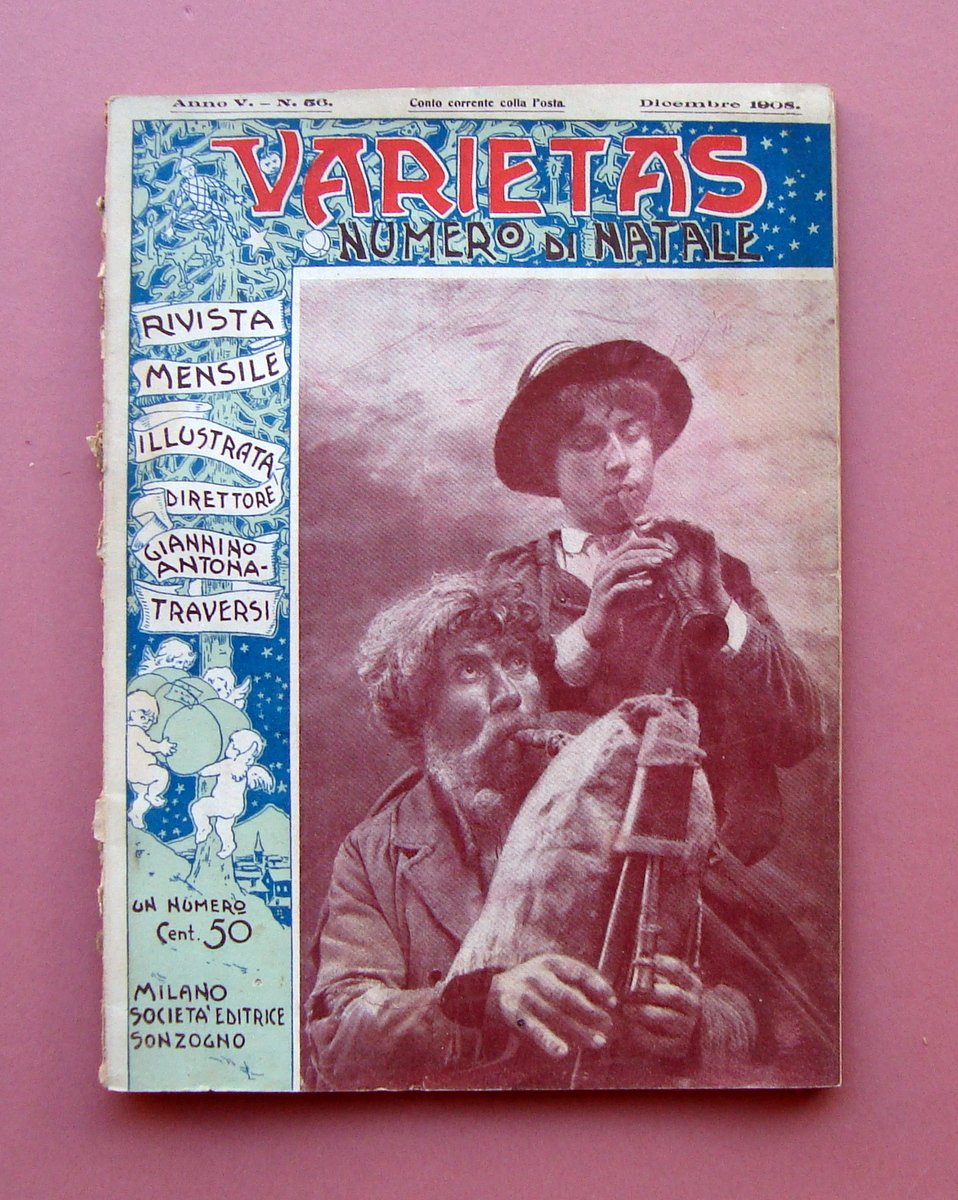 Anno V. - N. 56. Conto corrente colla Posta. Dicembre 1908.
VARIETAS
NUMERO DI NATALE
RIVISTA
MENSILE
ILLUSTRATA
DIRETTORE
GIANNINO
ANTONA-
TRAVERSI
UN NUMERO
Cent. 50
MILANO
SOCIETA' EDITRICE
SONZOGNO